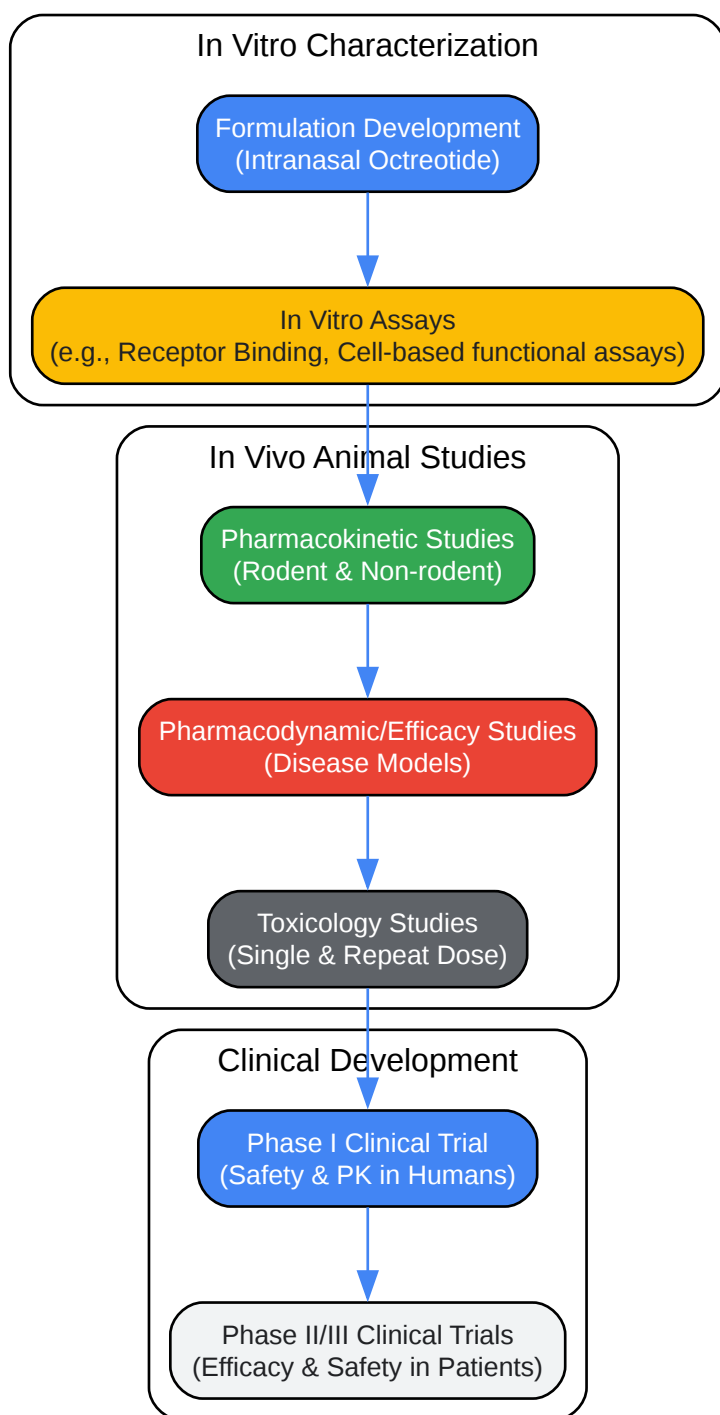 In Vitro Characterization
Formulation Development
(Intranasal Octreotide)
In Vitro Assays
(e.g., Receptor Binding, Cell-based functional assays)
In Vivo Animal Studies
Pharmacokinetic Studies
(Rodent & Non-rodent)
Pharmacodynamic/Efficacy Studies
(Disease Models)
Toxicology Studies
(Single & Repeat Dose)
Clinical Development
Phase I Clinical Trial
(Safety & PK in Humans)
Phase II/III Clinical Trials
(Efficacy & Safety in Patients)